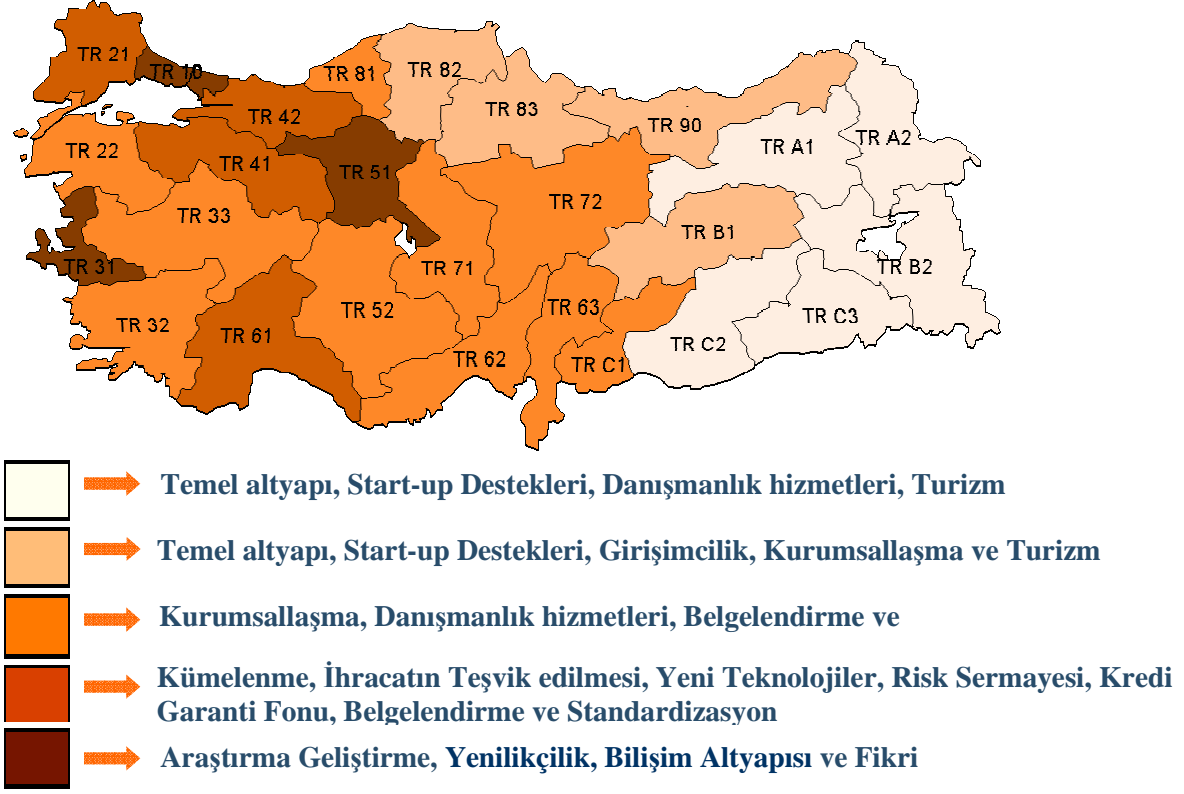 TR 21
TR 10
TR 81
TR 82
TR 83
TR 42
TR 90
TR 22
TR 41
TR 51
TR A1
TR A2
TR 33
TR 72
TR B1
TR 31
TR 71
TR B2
TR 32
TR 52
TR 63
TR C3
TR 61
TR 62
TR C1
TR C2
Temel altyapı, Start-up Destekleri, Danışmanlık hizmetleri, Turizm
Temel altyapı, Start-up Destekleri, Girişimcilik, Kurumsallaşma ve Turizm
Kurumsallaşma, Danışmanlık hizmetleri, Belgelendirme ve
Kümelenme, İhracatın Teşvik edilmesi, Yeni Teknolojiler, Risk Sermayesi, Kredi
Garanti Fonu, Belgelendirme ve Standardizasyon
Araştırma Geliştirme, Yenilikçilik, Bilişim Altyapısı ve Fikri